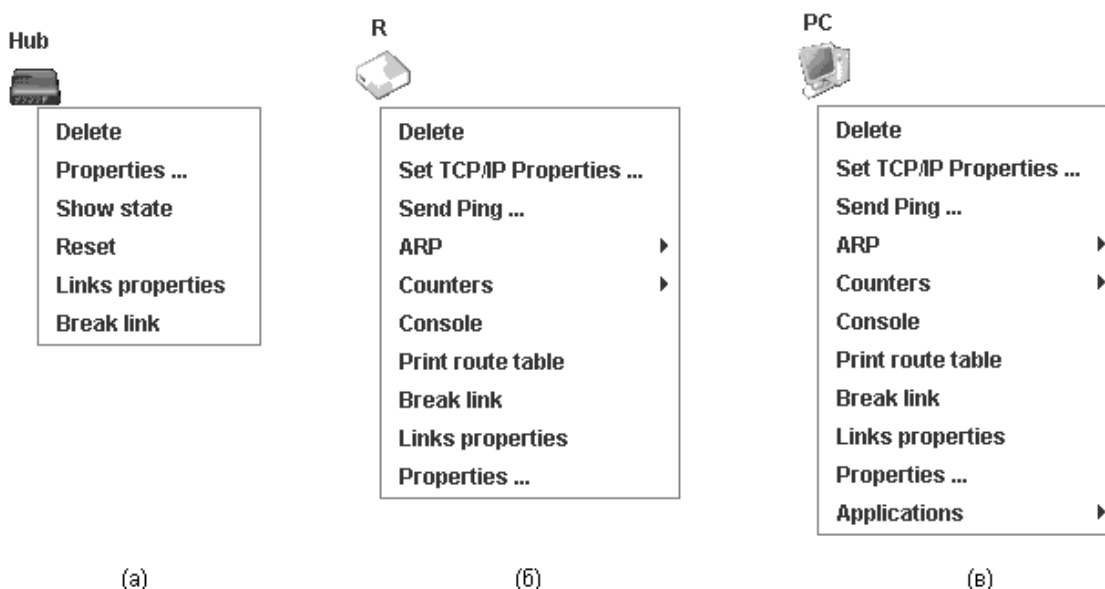 Hub
Delete
Properties ...
Show state
Reset
Links properties
Break link
(а)
R
Delete
Set TCP/IP Properties ...
Send Ping ...
ARP
Counters
Console
Print route table
Break link
Links properties
Properties ...
(б)
PC
Delete
Set TCP/IP Properties ...
Send Ping ...
ARP
Counters
Console
Print route table
Break link
Links properties
Properties ...
Applications
(в)